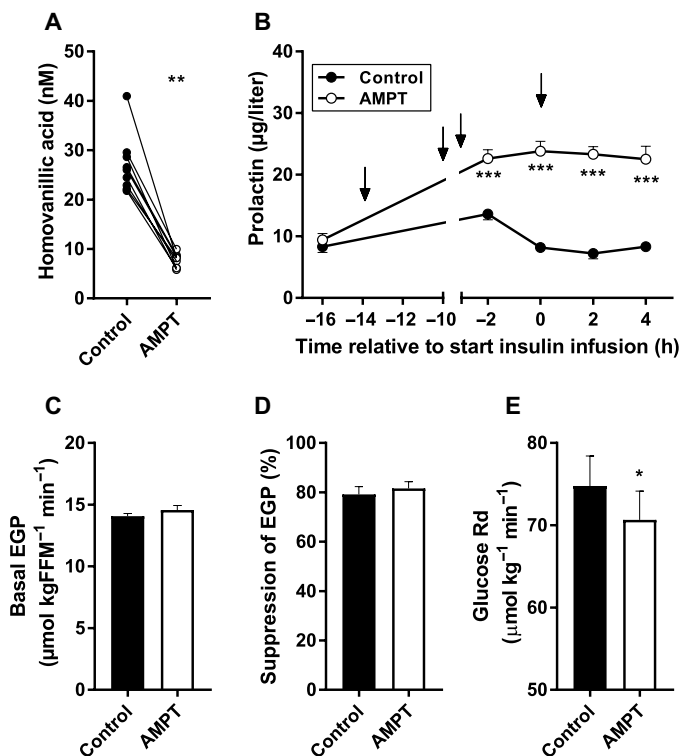 A
Homovanillic acid (nM)
50
40
30
20
10
0
**
Control
AMPT
B
Prolactin (μg/liter)
40
30
20
10
0
Control
AMPT
***
***
***
***
–16
–14
–12
–10
–2
0
2
4
Time relative to start insulin infusion (h)
C
Basal EGP
(μmol kgFFM⁻¹ min⁻¹)
20
15
10
5
0
Control
AMPT
D
Suppression of EGP (%)
100
80
60
40
20
0
Control
AMPT
E
Glucose Rd
(μmol kg⁻¹ min⁻¹)
80
70
60
50
*
Control
AMPT